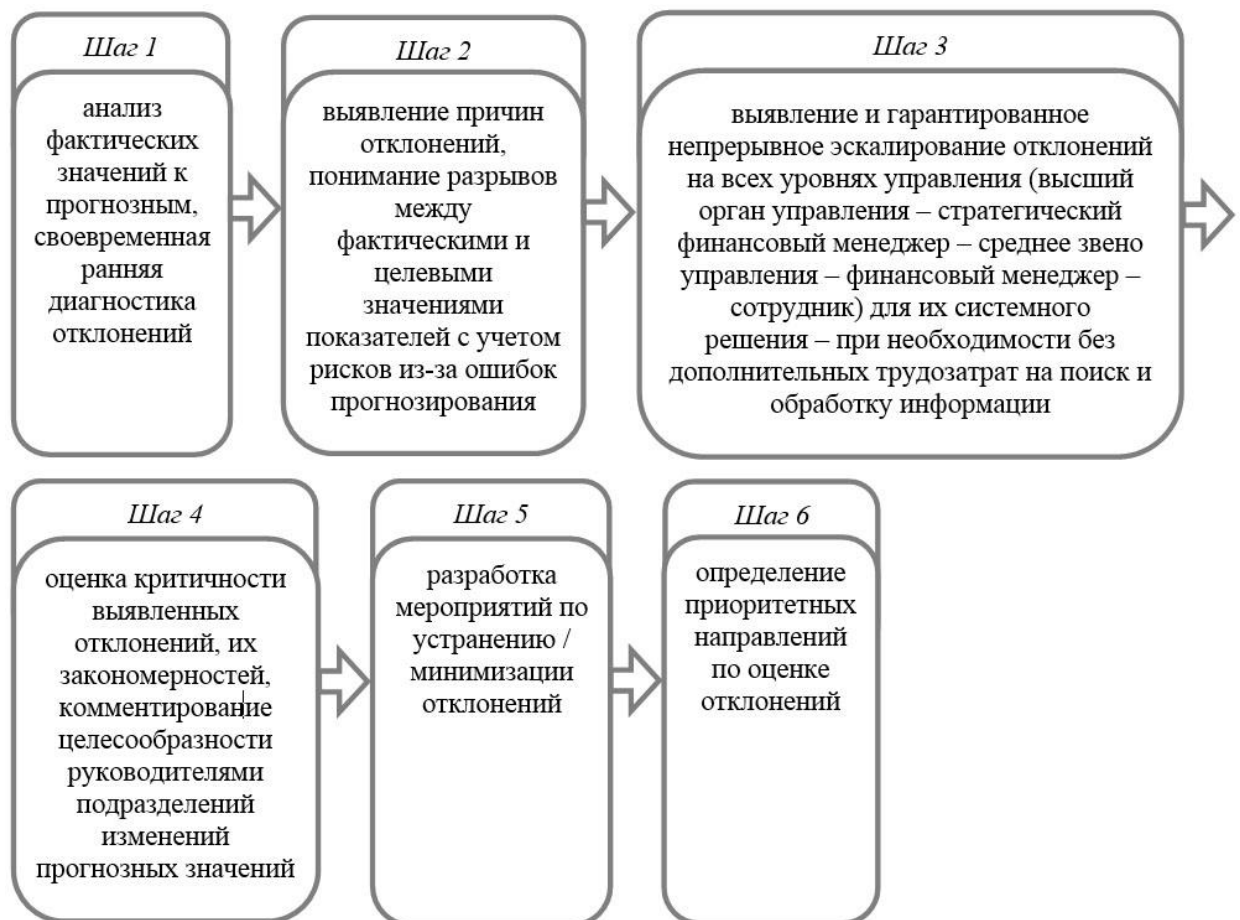 Шаг 1
анализ
фактических
значений к
прогнозным,
своевременная
ранняя
диагностика
отклонений
Шаг 2
выявление причин
отклонений,
понимание разрывов
между
фактическими и
целевыми
значениями
показателей с учетом
рисков из-за ошибок
прогнозирования
Шаг 3
выявление и гарантированное
непрерывное эскалирование отклонений
на всех уровнях управления (высший
орган управления – стратегический
финансовый менеджер – среднее звено
управления – финансовый менеджер –
сотрудник) для их системного
решения – при необходимости без
дополнительных трудозатрат на поиск и
обработку информации
Шаг 4
оценка критичности
выявленных
отклонений, их
закономерностей,
комментирование
целесообразности
руководителями
подразделений
изменений
прогнозных значений
Шаг 5
разработка
мероприятий по
устранению /
минимизации
отклонений
Шаг 6
определение
приоритетных
направлений
по оценке
отклонений